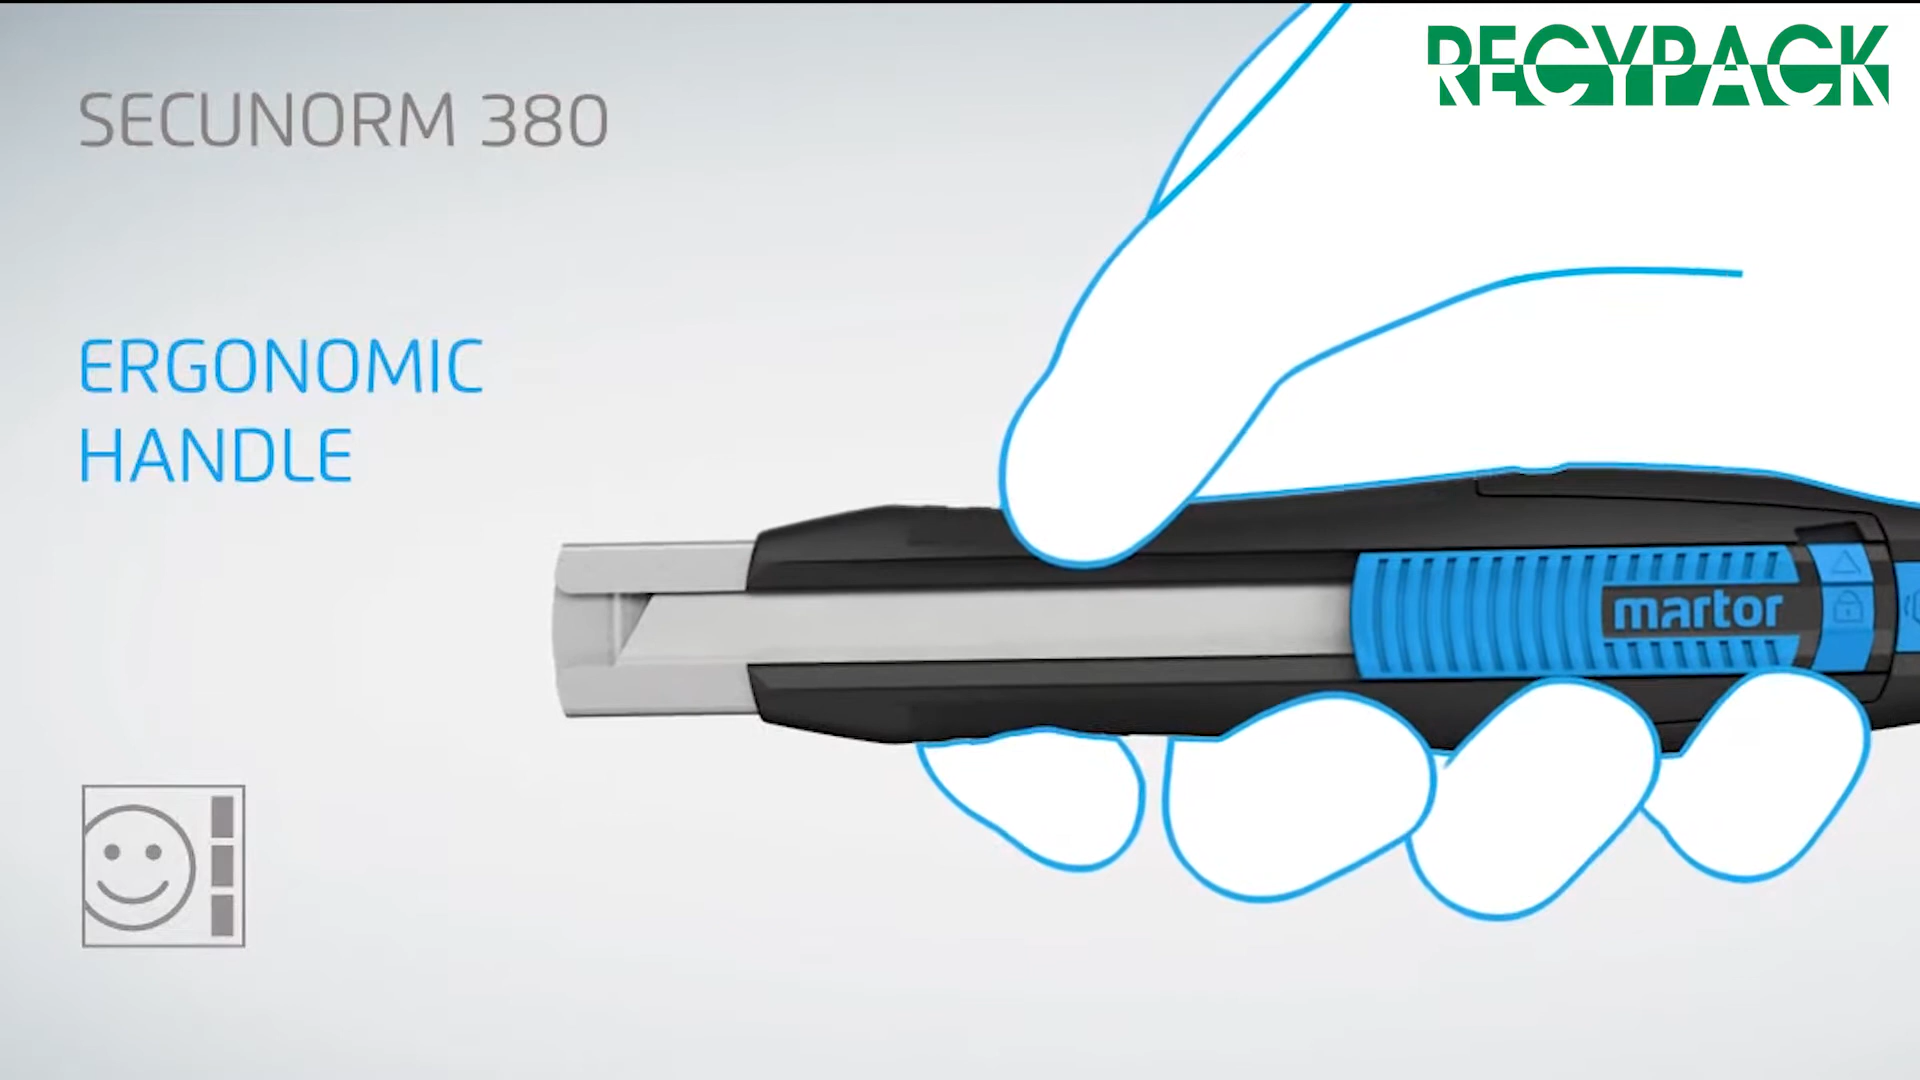 SECUNORM 380
RECYPACK
ERGONOMIC
HANDLE
martor